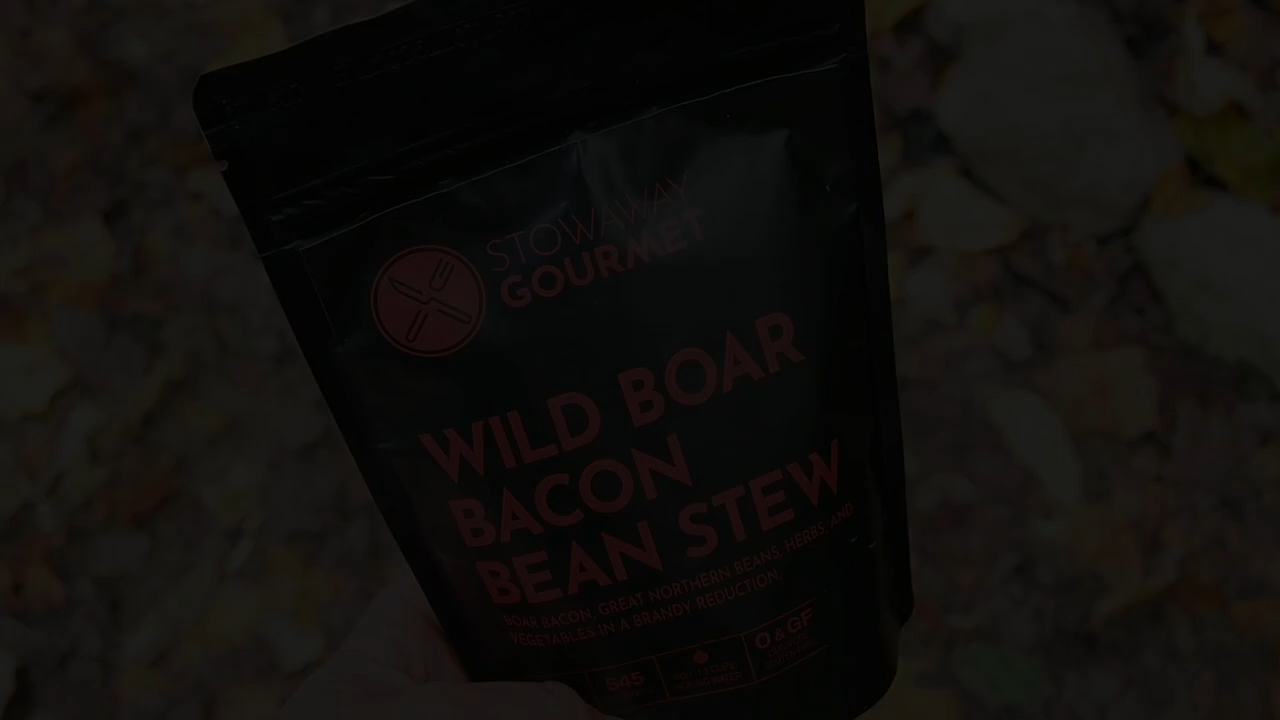 STOWAWAY
GOURMET
WILD BOAR
BACON
BEAN STEW
BOAR BACON, GREAT NORTHERN BEANS, HERBS, AND
VEGETABLES IN A BRANDY REDUCTION.
545
O & GF